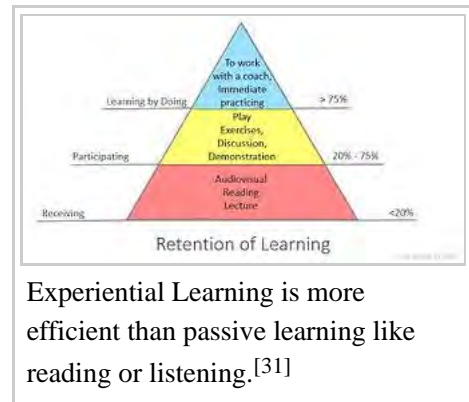 To work
with a coach,
Immediate
practicing
Learning by Doing
> 75%
Play
Exercises,
Discussion,
Demonstration
Participating
20% - 75%
Audiovisual
Reading
Lecture
Receiving
<20%
Retention of Learning
Experiential Learning is more
efficient than passive learning like
reading or listening.[31]